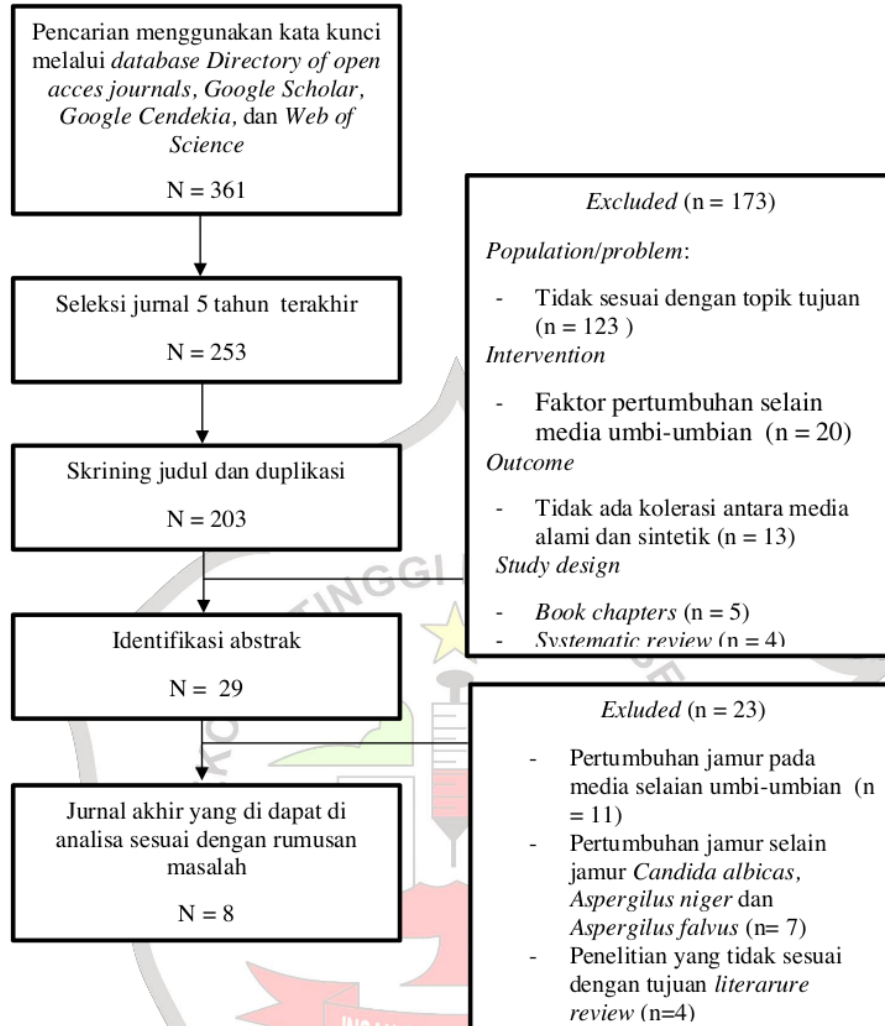 Pencarian menggunakan kata kunci
melalui database Directory of open
acces journals, Google Scholar,
Google Cendekia, dan Web of
Science
N = 361
Seleksi jurnal 5 tahun terakhir
N = 253
Skrining judul dan duplikasi
N = 203
Excluded (n = 173)
Population/problem:
- Tidak sesuai dengan topik tujuan
(n = 123 )
Intervention
- Faktor pertumbuhan selain
media umbi-umbian (n = 20)
Outcome
- Tidak ada kolerasi antara media
alami dan sintetik (n = 13)
Study design
- Book chapters (n = 5)
- Systematic review (n = 4)
Identifikasi abstrak
N = 29
Exluded (n = 23)
- Pertumbuhan jamur pada
media selaian umbi-umbian (n
= 11)
- Pertumbuhan jamur selain
jamur Candida albicas,
Aspergilus niger dan
Aspergilus falvus (n= 7)
- Penelitian yang tidak sesuai
dengan tujuan literarure
review (n=4)
Jurnal akhir yang di dapat di
analisa sesuai dengan rumusan
masalah
N = 8
TINGGI